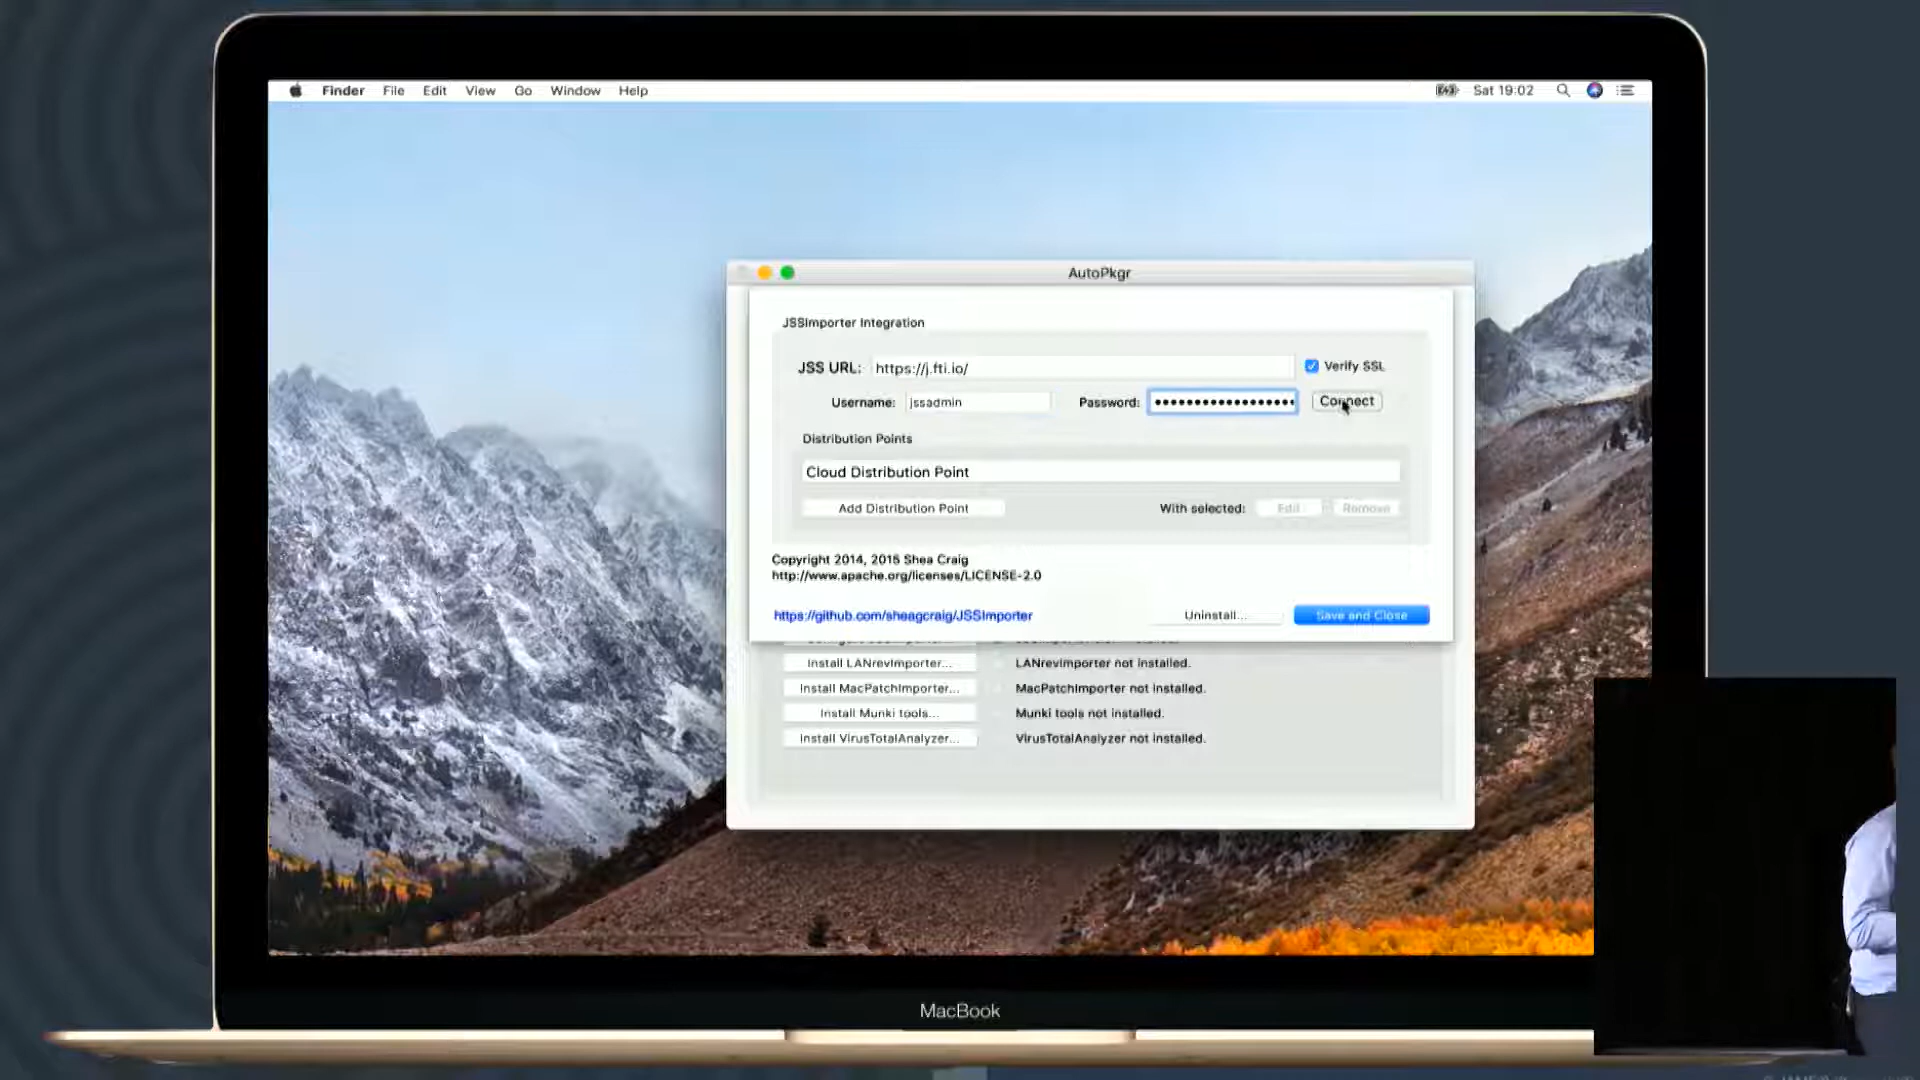 Finder File Edit View Go Window Help Sat 19:02
AutoPkgr
JSSImporter Integration
JSS URL: https://j.fti.io/ Verify SSL
Username: jssadmin Password: ••••••••••••••••• Connect
Distribution Points
Cloud Distribution Point
Add Distribution Point With selected: Edit Remove
Copyright 2014, 2015 Shea Craig
http://www.apache.org/licenses/LICENSE-2.0
https://github.com/sheagcraig/JSSImporter Uninstall... Save and Close
Install LANrevImporter... LANrevImporter not installed.
Install MacPatchImporter... MacPatchImporter not installed.
Install Munki tools... Munki tools not installed.
Install VirusTotalAnalyzer... VirusTotalAnalyzer not installed.
MacBook